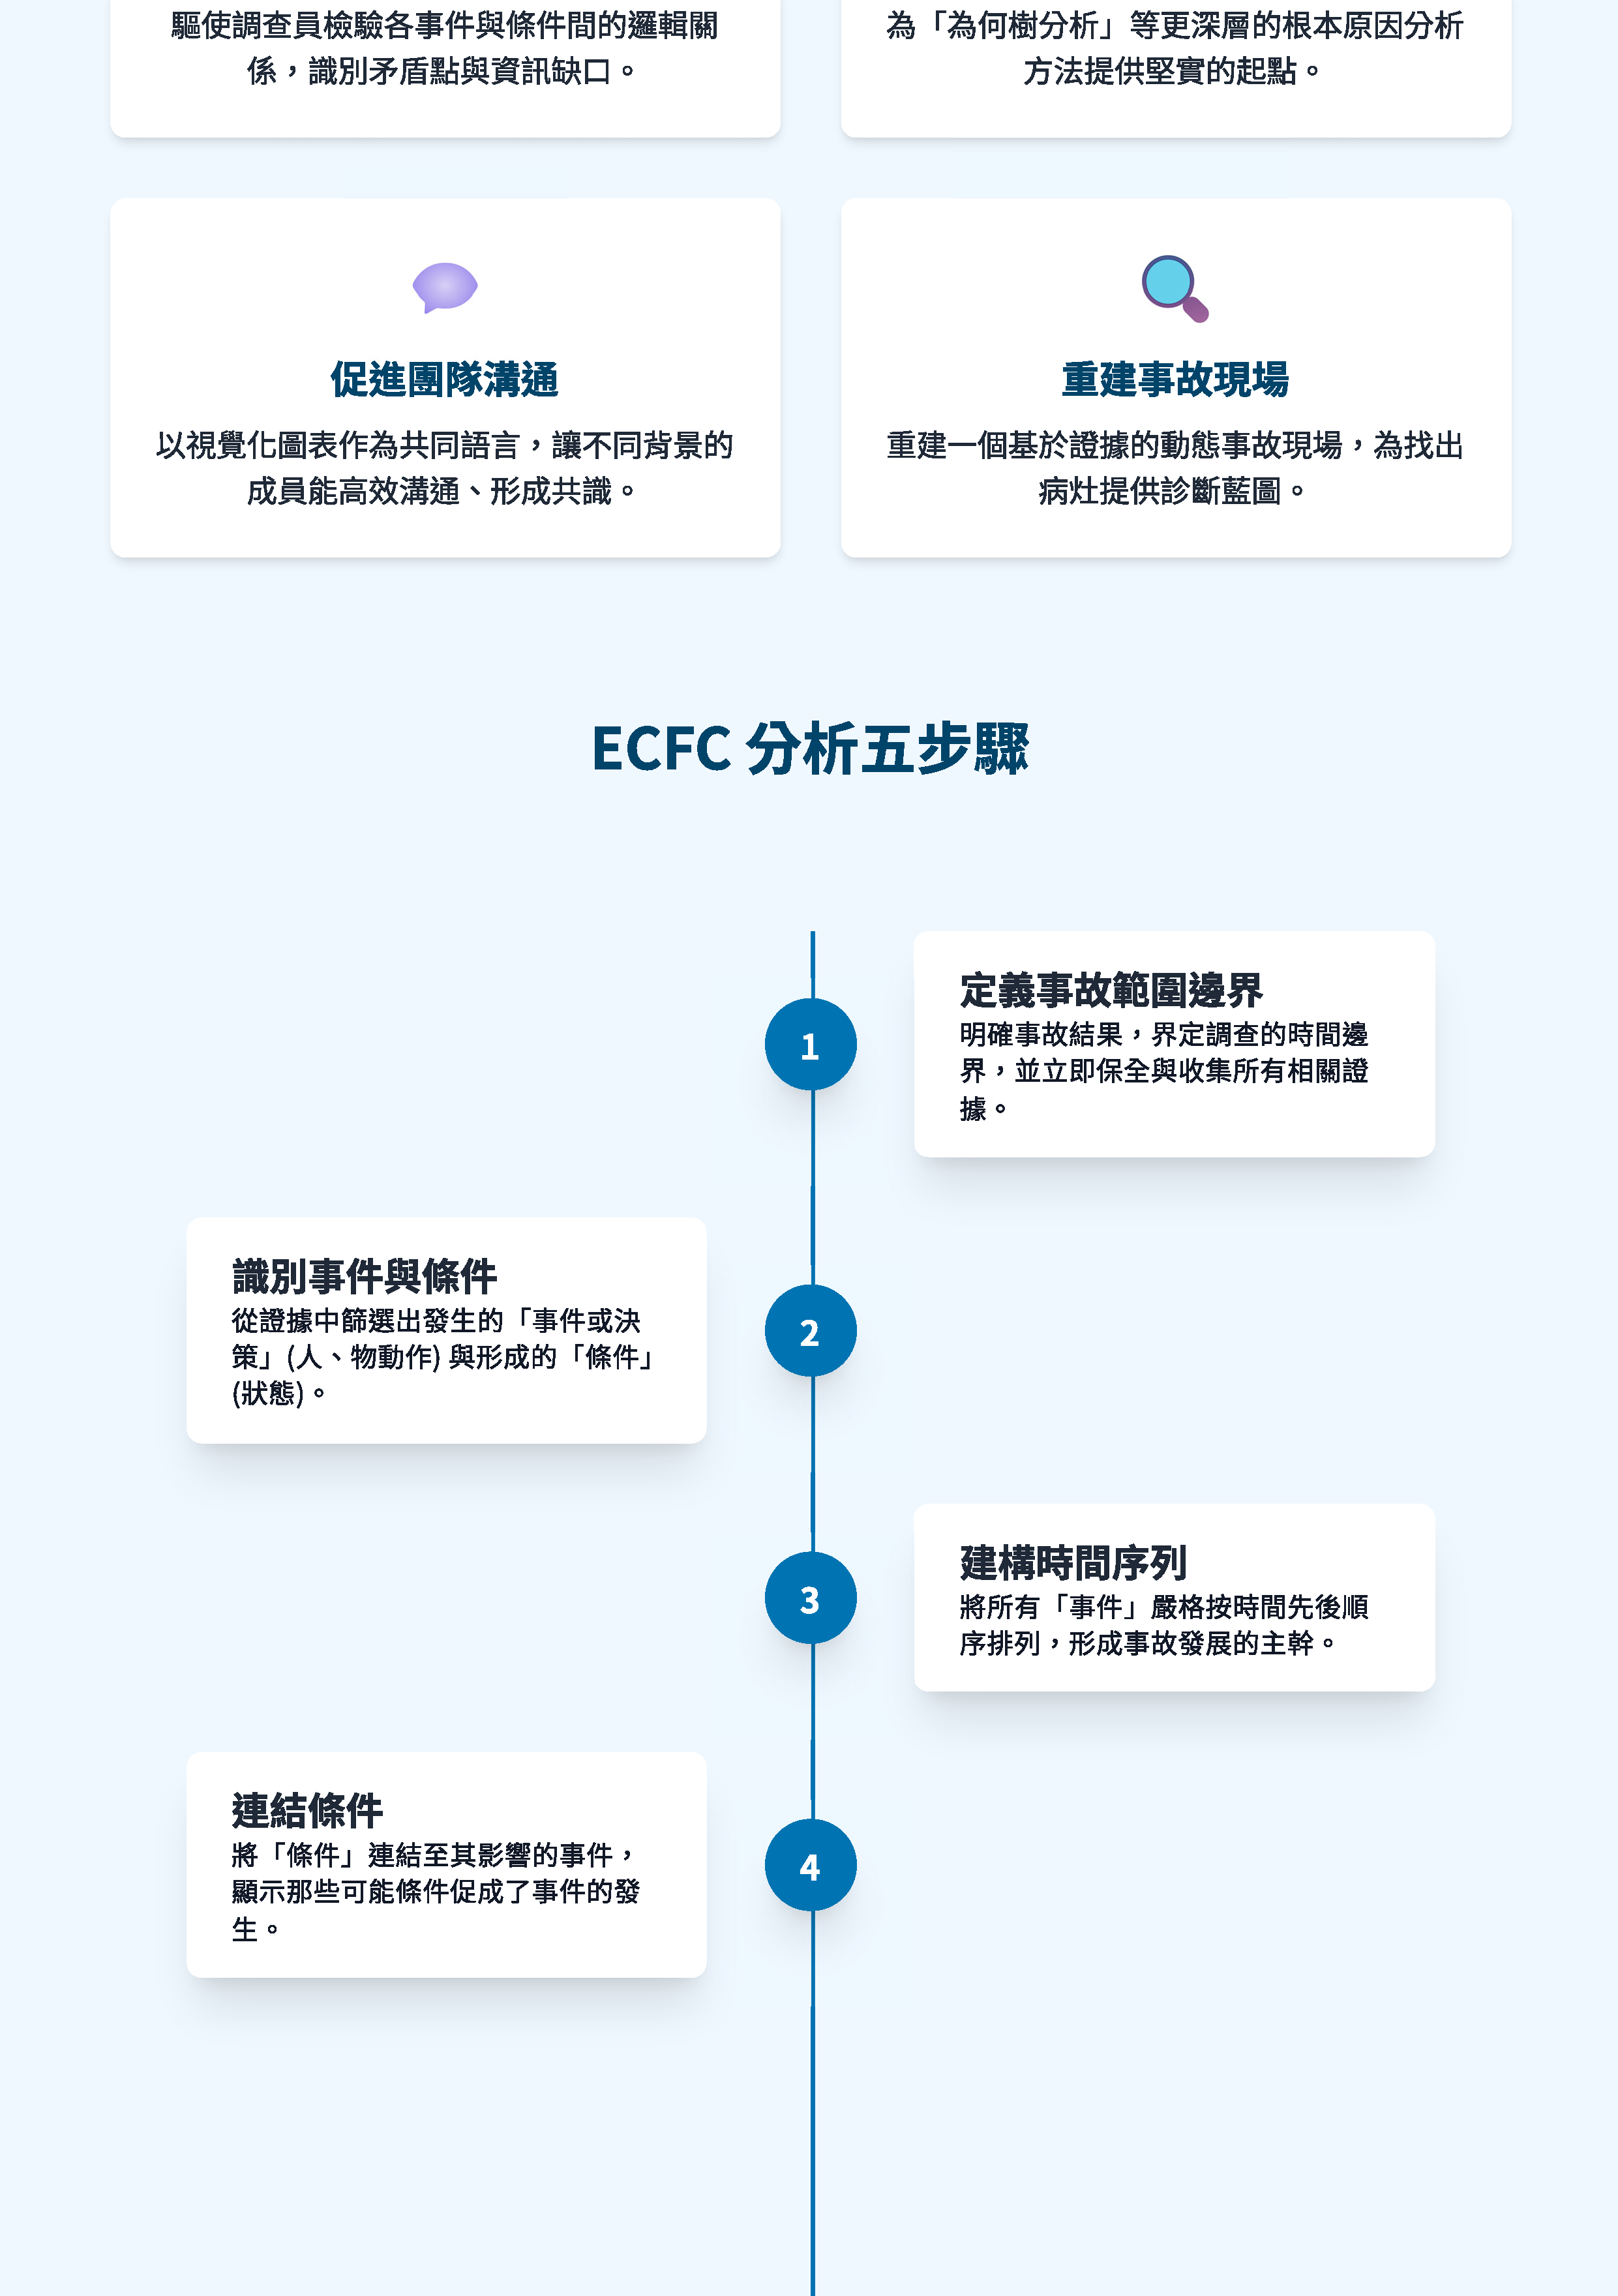 驅使調查員檢驗各事件與條件間的邏輯關
係，識別矛盾點與資訊缺口。
為「為何樹分析」等更深層的根本原因分析
方法提供堅實的起點。
促進團隊溝通
以視覺化圖表作為共同語言，讓不同背景的
成員能高效溝通、形成共識。
重建事故現場
重建一個基於證據的動態事故現場，為找出
病灶提供診斷藍圖。
ECFC 分析五步驟
1
定義事故範圍邊界
明確事故結果，界定調查的時間邊
界，並立即保全與收集所有相關證
據。
識別事件與條件
從證據中篩選出發生的「事件或決
策」(人、物動作) 與形成的「條件」
(狀態)。
2
3
建構時間序列
將所有「事件」嚴格按時間先後順
序排列，形成事故發展的主幹。
連結條件
將「條件」連結至其影響的事件，
顯示那些可能條件促成了事件的發
生。
4